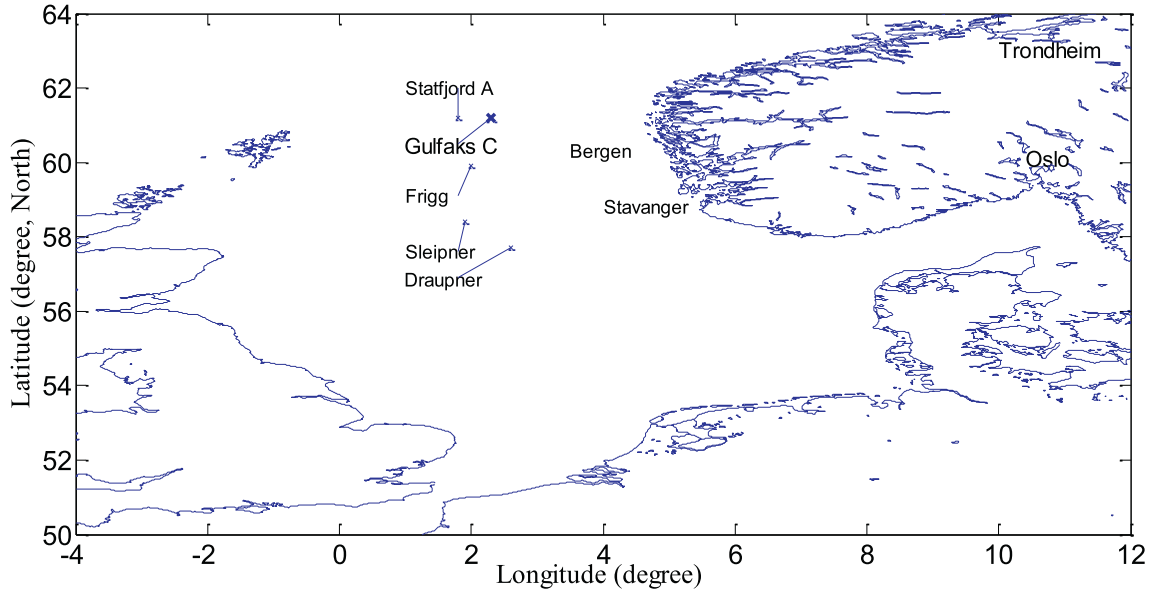 64
62
60
58
56
54
52
50
Latitude (degree, North)
Trondheim
Statfjord A
Gulfaks C
Bergen
Oslo
Frigg
Stavanger
Sleipner
Draupner
-4 -2 0 2 4 6 8 10 12
Longitude (degree)